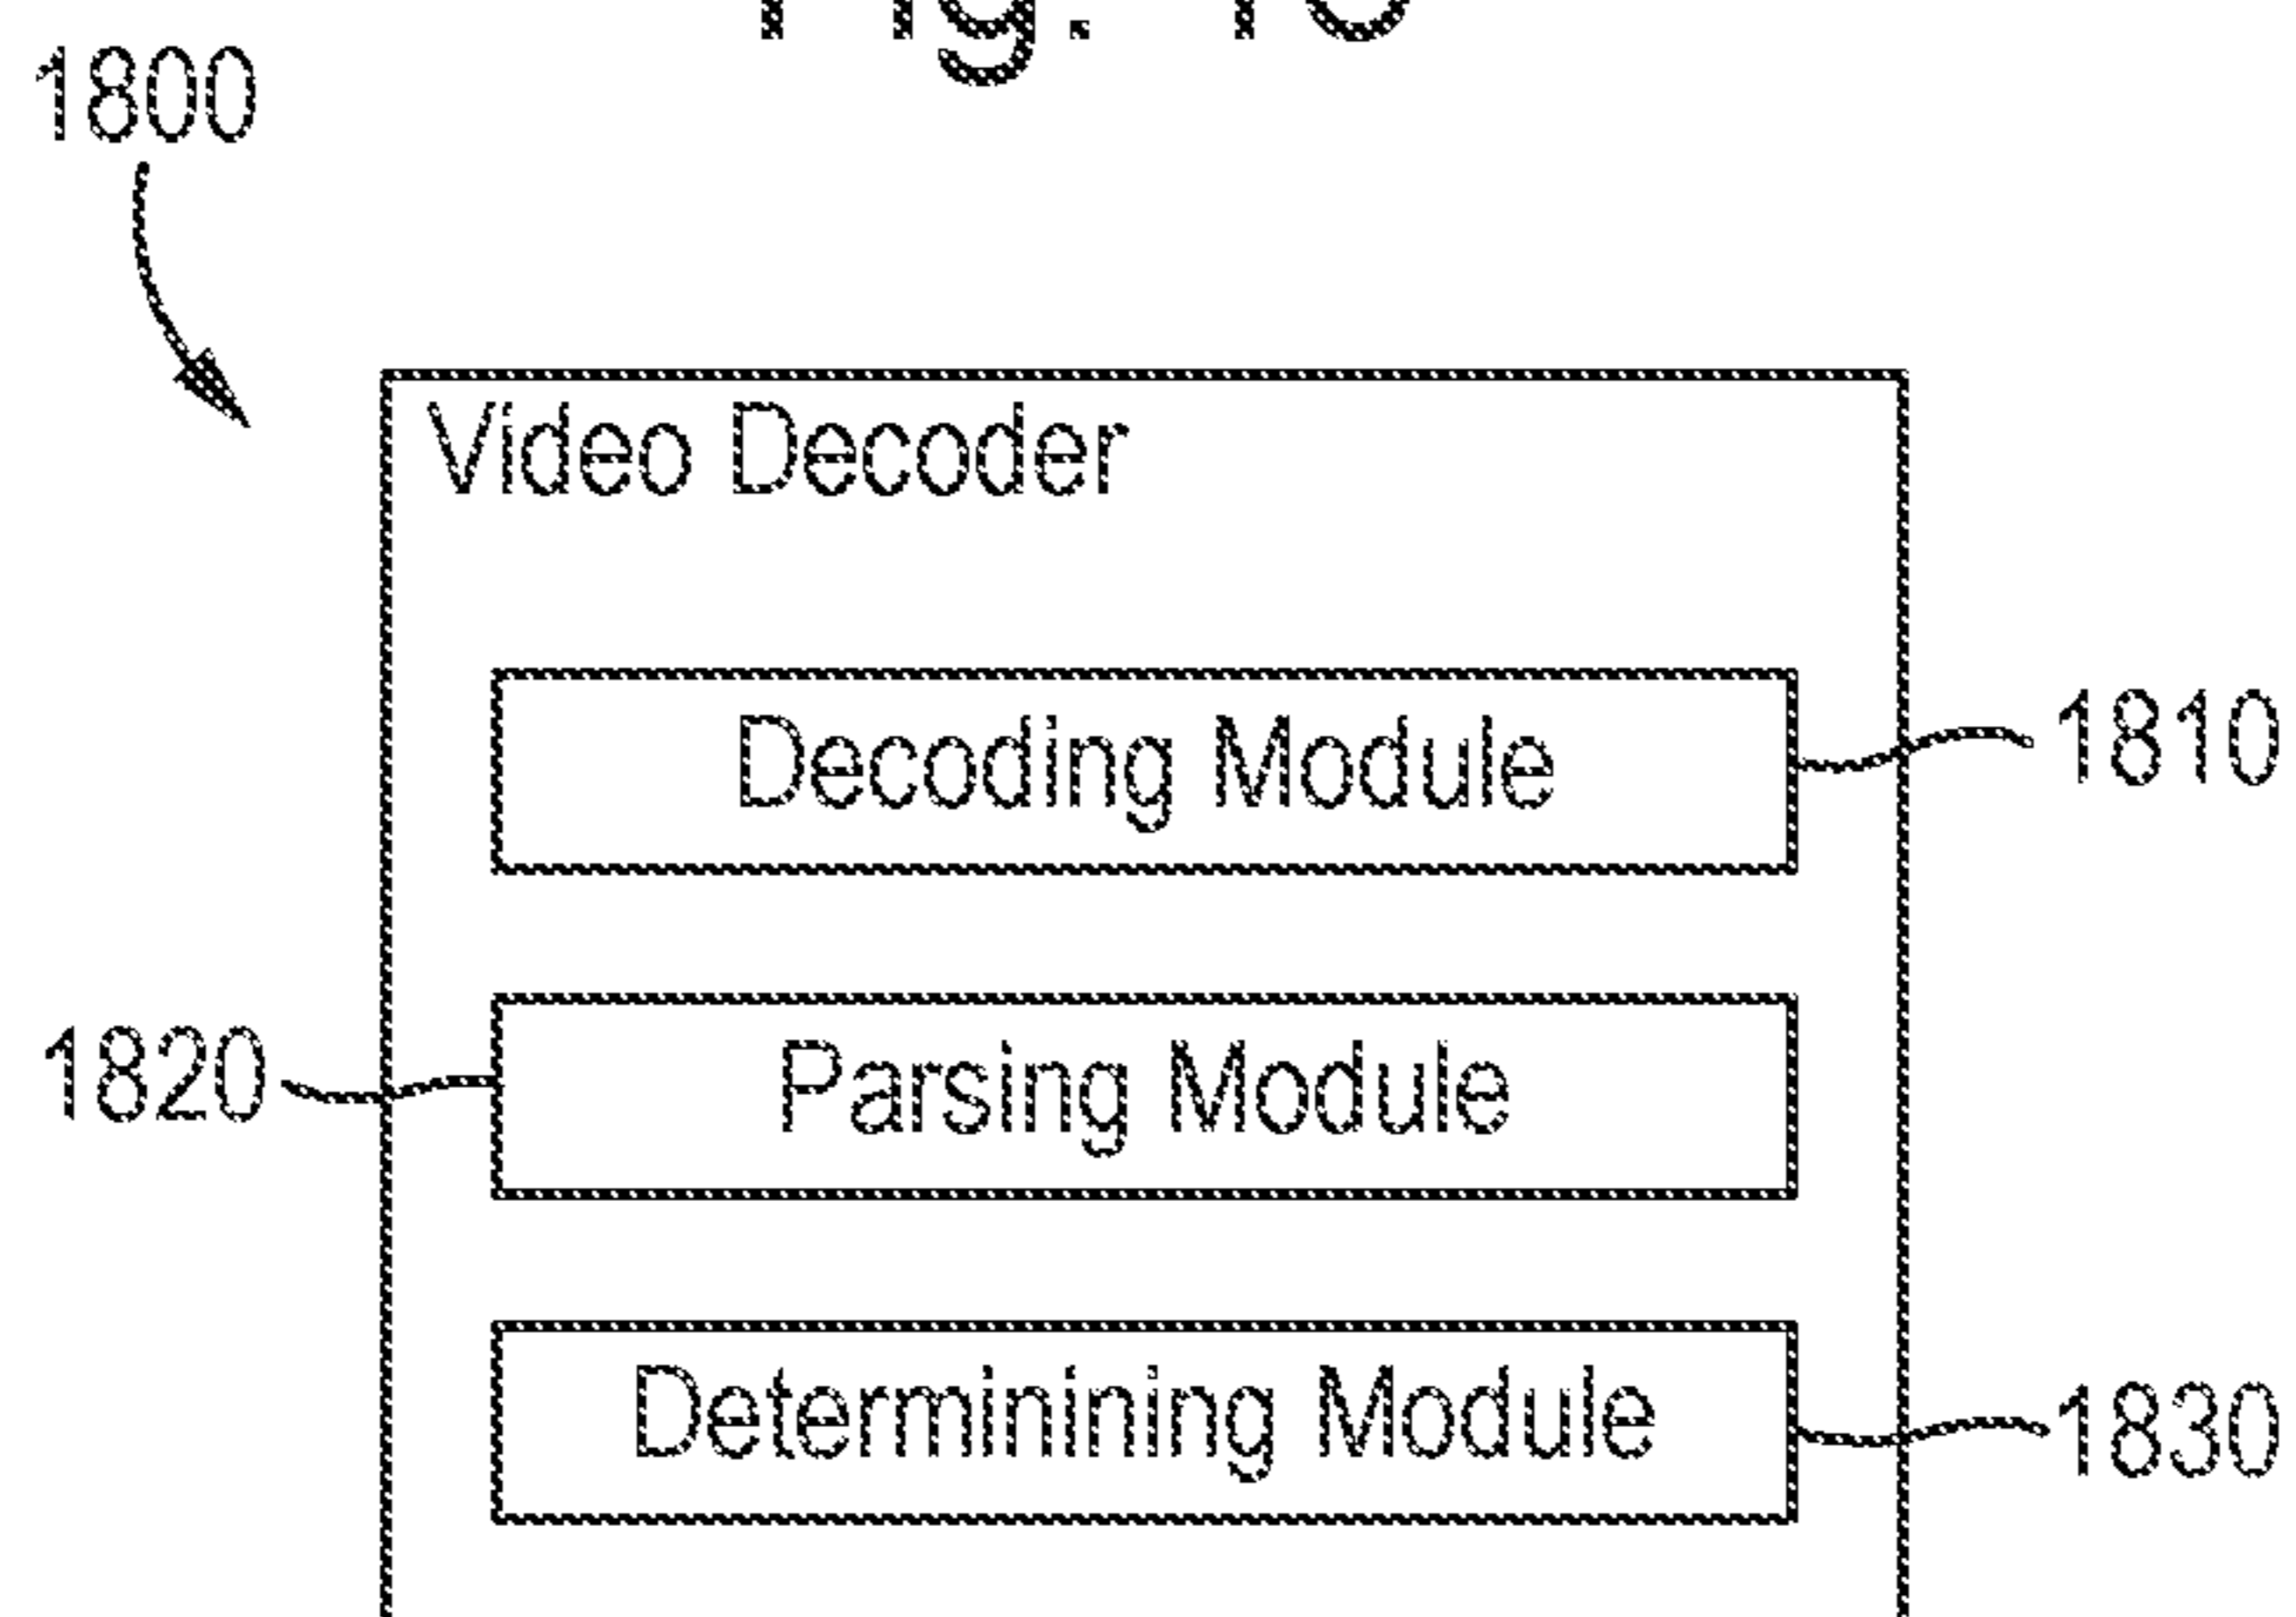 1800
Video Decoder
Decoding Module
1810
1820
Parsing Module
Determinining Module
1830